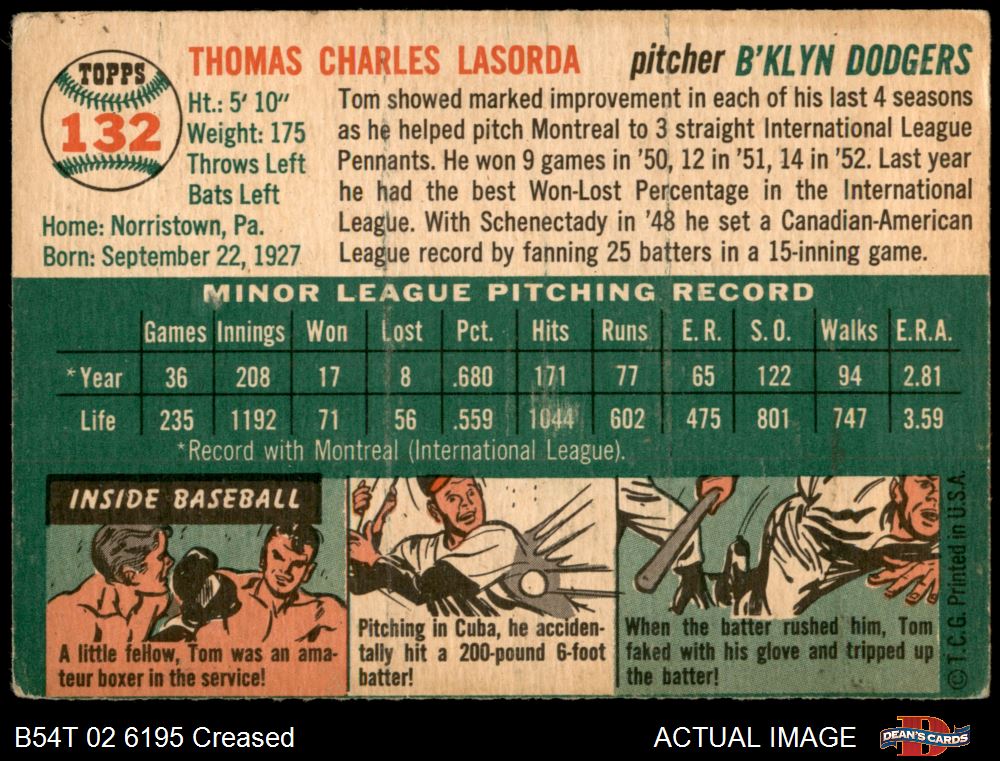 TOPPS
132
THOMAS CHARLES LASORDA pitcher B'KLYN DODGERS
Ht.: 5' 10"
Weight: 175
Throws Left
Bats Left
Home: Norristown, Pa.
Born: September 22, 1927
Tom showed marked improvement in each of his last 4 seasons
as he helped pitch Montreal to 3 straight International League
Pennants. He won 9 games in '50, 12 in '51, 14 in '52. Last year
he had the best Won-Lost Percentage in the International
League. With Schenectady in '48 he set a Canadian-American
League record by fanning 25 batters in a 15-inning game.
MINOR LEAGUE PITCHING RECORD
Games Innings Won Lost Pct. Hits Runs E. R. S. O. Walks E.R.A.
*Year 36 208 17 8 .680 171 77 65 122 94 2.81
Life 235 1192 71 56 .559 1044 602 475 801 747 3.59
*Record with Montreal (International League).
INSIDE BASEBALL
A little fellow, Tom was an ama-
teur boxer in the service!
Pitching in Cuba, he acciden-
tally hit a 200-pound 6-foot
batter!
When the batter rushed him, Tom
faked with his glove and tripped up
the batter!
© T.C.G. Printed in U.S.A.
B54T 02 6195 Creased
ACTUAL IMAGE
DEAN'S CARDS